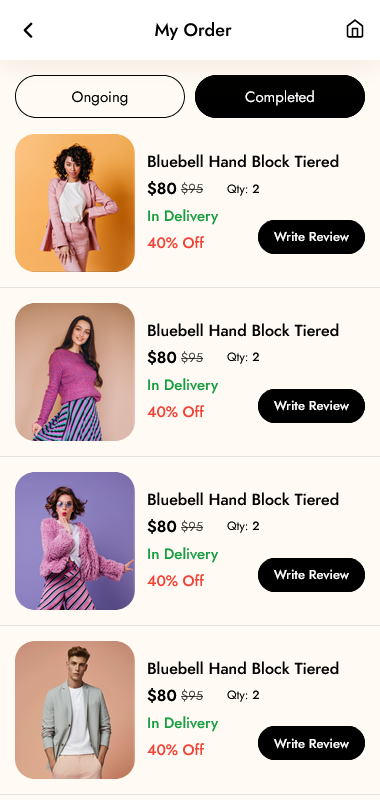 My Order
Ongoing
Completed
Bluebell Hand Block Tiered
$80 $95 Qty: 2
In Delivery
40% Off
Write Review
Bluebell Hand Block Tiered
$80 $95 Qty: 2
In Delivery
40% Off
Write Review
Bluebell Hand Block Tiered
$80 $95 Qty: 2
In Delivery
40% Off
Write Review
Bluebell Hand Block Tiered
$80 $95 Qty: 2
In Delivery
40% Off
Write Review